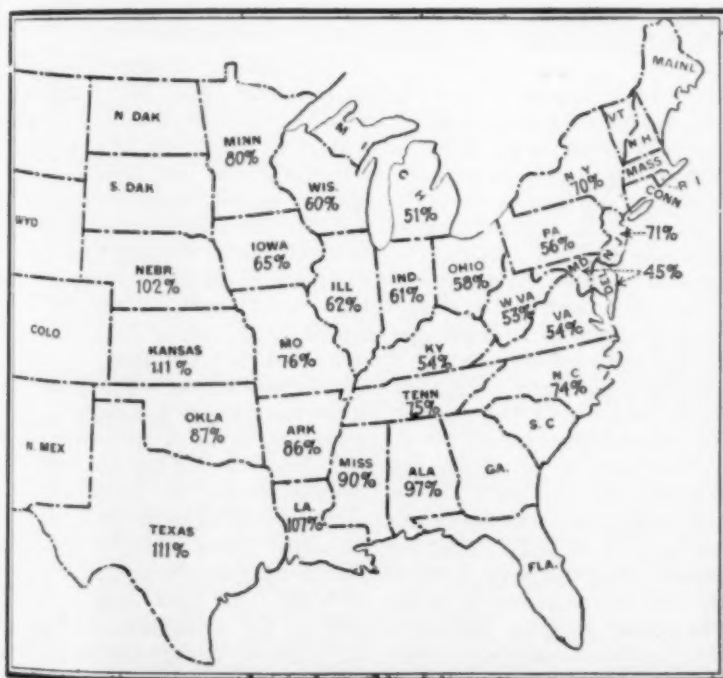 MAINE
N. DAK
VT.
N H
MINN
80%
M I C H
51%
MASS
N. Y
70%
R I
CONN
S. DAK
WIS.
60%
WYO
PA
56%
N J
71%
IOWA
65%
NEBR.
102%
OHIO
58%
MD
45%
DEL
ILL
62%
IND.
61%
W. VA
53%
VA
54%
COLO
KANSAS
111%
MO
76%
KY.
54%
N. C
74%
TENN
75%
OKLA
87%
ARK
86%
S. C
N. MEX
MISS
90%
ALA
97%
GA.
LA.
107%
TEXAS
111%
FLA.